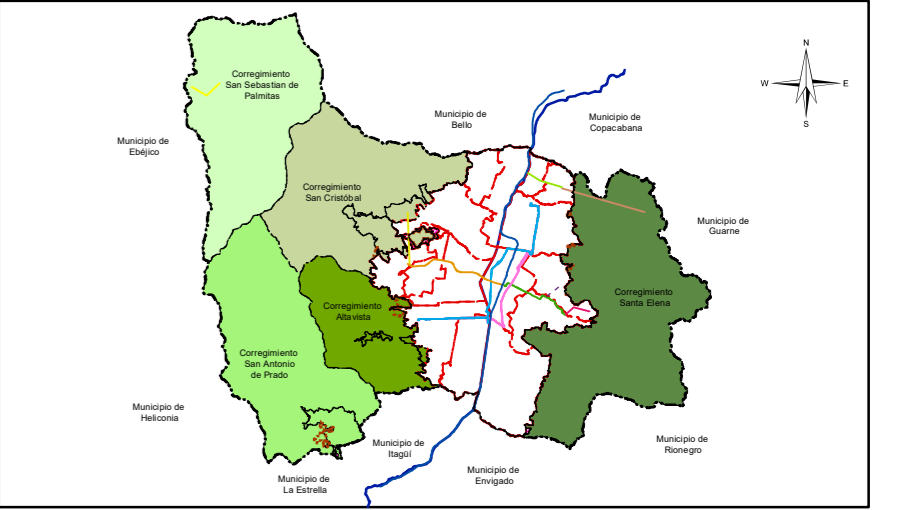 Corregimiento
San Sebastian de
Palmitas
N
W
E
S
Municipio de
Bello
Municipio de
Copacabana
Municipio de
Ebéjico
Corregimiento
San Cristóbal
Municipio de
Guarne
Corregimiento
Santa Elena
Corregimiento
Altavista
Corregimiento
San Antonio
de Prado
Municipio de
Heliconia
Municipio de
Itagüí
Municipio de
Rionegro
Municipio de
Envigado
Municipio de
La Estrella